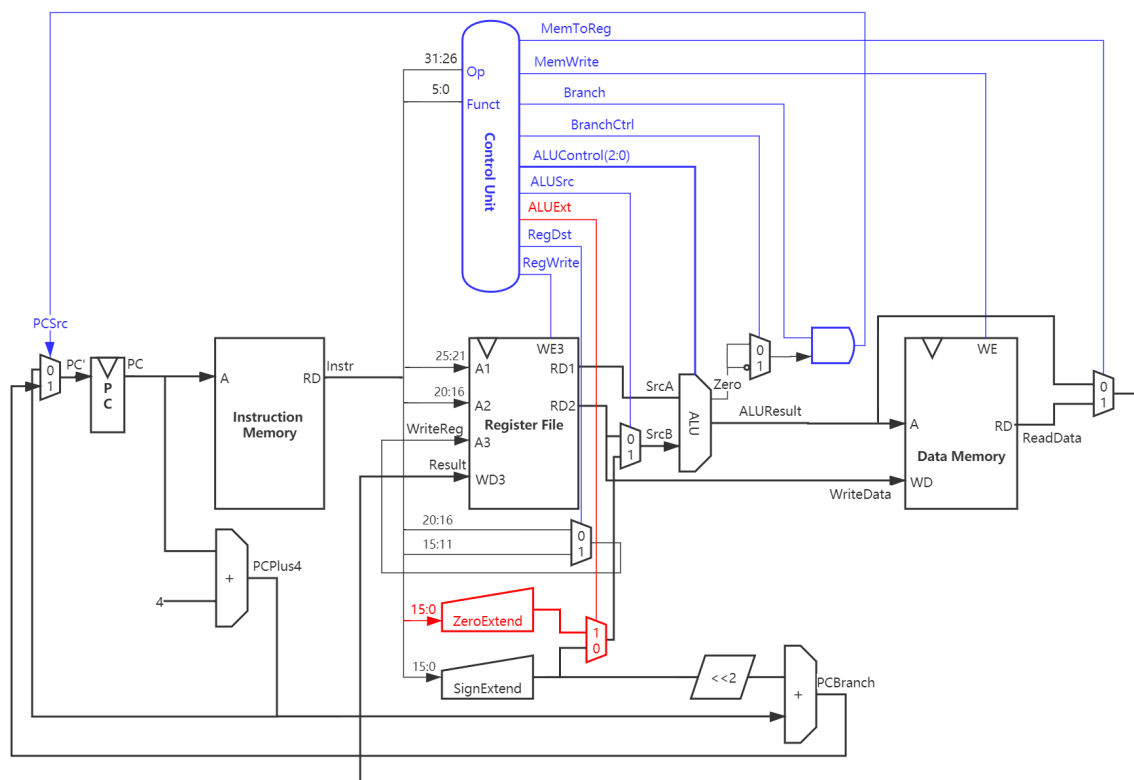 MemToReg
31:26
Op
MemWrite
5:0
Funct
Branch
BranchCtrl
Control Unit
ALUControl(2:0)
ALUSrc
ALUExt
RegDst
RegWrite
PCSrc
0
1
PC'
P
C
PC
A
RD
Instruction
Memory
Instr
25:21
A1
20:16
A2
WriteReg
A3
Result
WD3
WE3
RD1
RD2
Register File
0
1
SrcA
SrcB
ALU
Zero
0
1
ALUResult
WE
A
RD
Data Memory
WD
WriteData
ReadData
0
1
20:16
15:11
0
1
+
4
PCPlus4
15:0
ZeroExtend
1
0
15:0
SignExtend
<<2
+
PCBranch